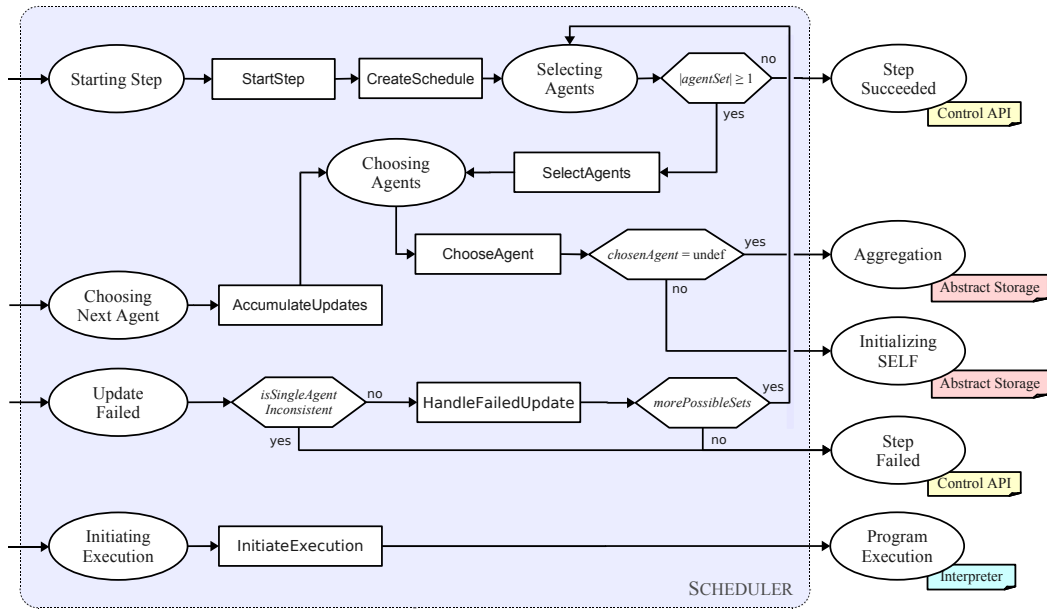 Starting Step
StartStep
CreateSchedule
Selecting
Agents
|agentSet| ≥ 1
no
yes
Step
Succeeded
Control API
Choosing
Agents
SelectAgents
ChooseAgent
chosenAgent = undef
yes
no
Aggregation
Abstract Storage
Choosing
Next Agent
AccumulateUpdates
Initializing
SELF
Abstract Storage
Update
Failed
isSingleAgent
Inconsistent
no
yes
HandleFailedUpdate
morePossibleSets
yes
no
Step
Failed
Control API
Initiating
Execution
InitiateExecution
Program
Execution
Interpreter
SCHEDULER